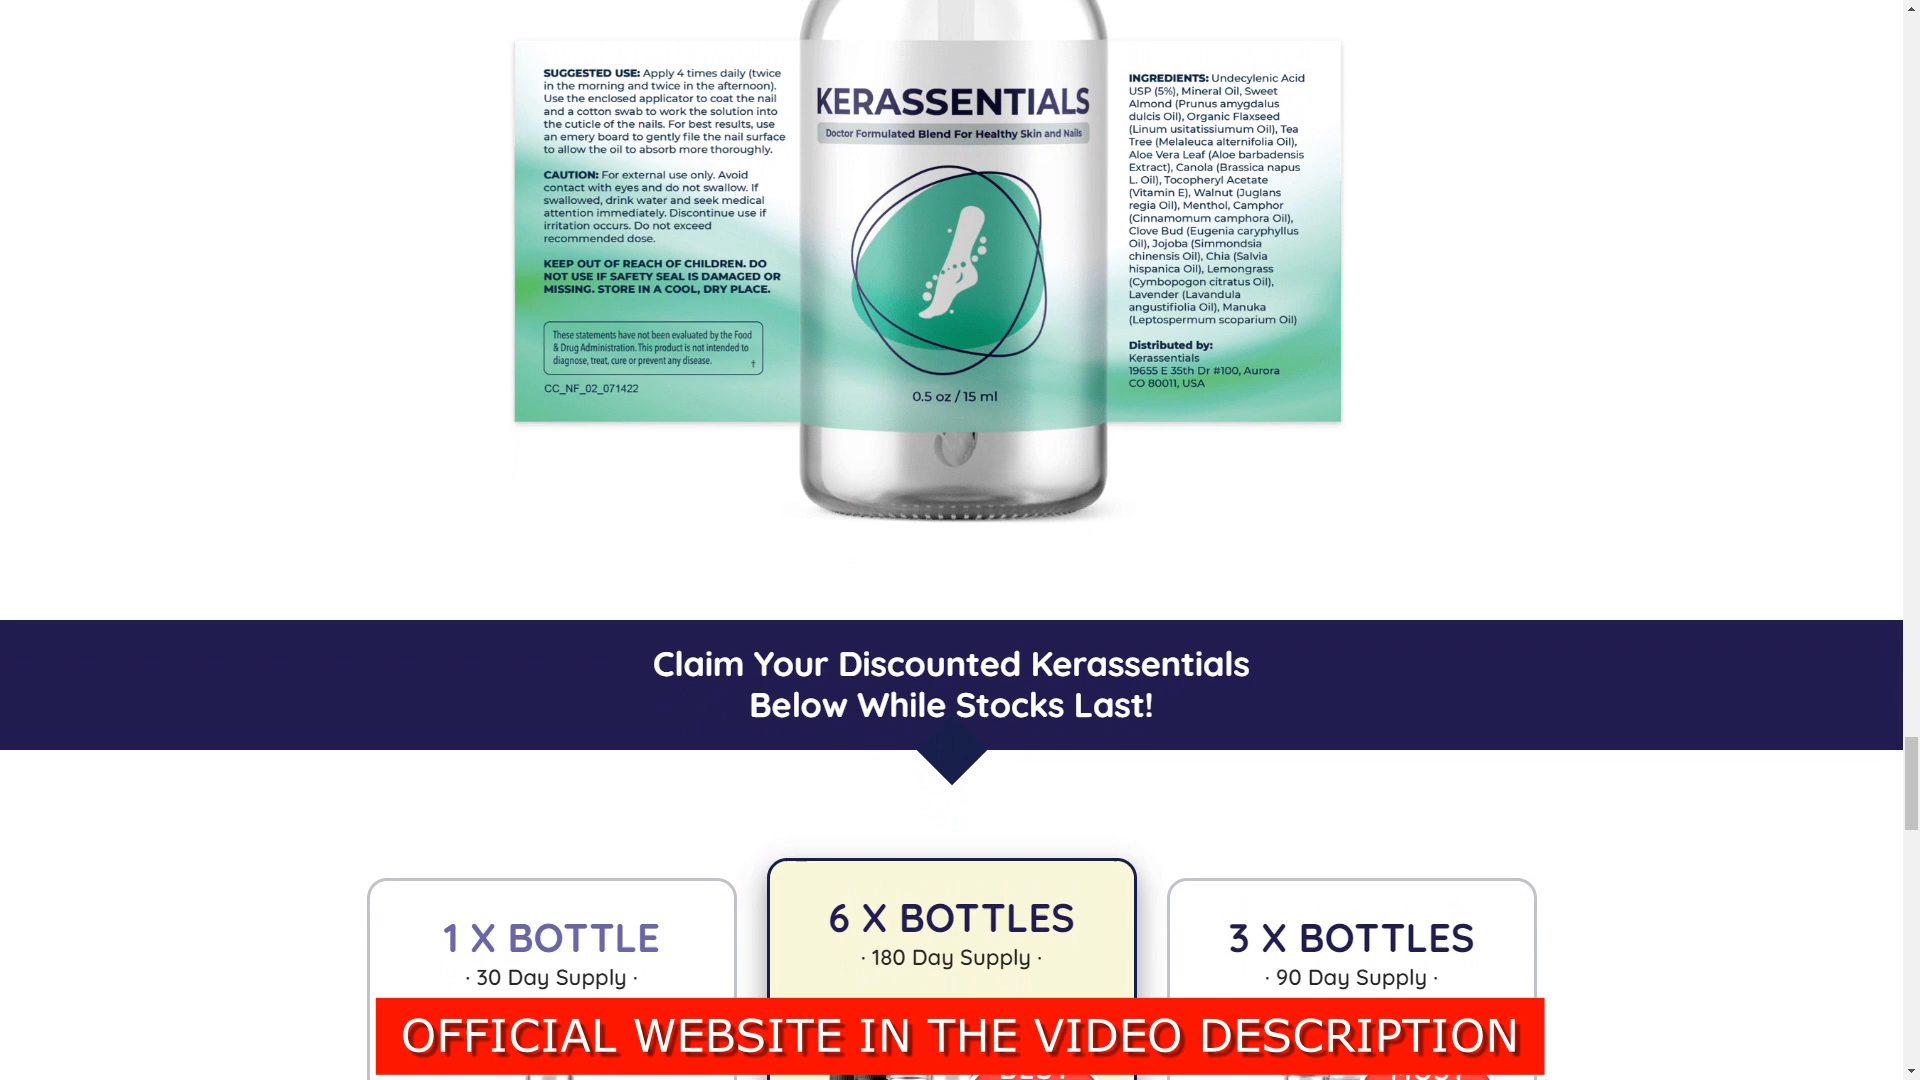 SUGGESTED USE: Apply 4 times daily (twice
in the morning and twice in the afternoon).
Use the enclosed applicator to coat the nail
and a cotton swab to work the solution into
the cuticle of the nails. For best results, use
an emery board to gently file the nail surface
to allow the oil to absorb more thoroughly.
CAUTION: For external use only. Avoid
contact with eyes and do not swallow. If
swallowed, drink water and seek medical
attention immediately. Discontinue use if
irritation occurs. Do not exceed
recommended dose.
KEEP OUT OF REACH OF CHILDREN. DO
NOT USE IF SAFETY SEAL IS DAMAGED OR
MISSING. STORE IN A COOL, DRY PLACE.
These statements have not been evaluated by the Food
& Drug Administration. This product is not intended to
diagnose, treat, cure or prevent any disease. †
CC_NF_02_071422
KERASSENTIALS
Doctor Formulated Blend For Healthy Skin and Nails
0.5 oz / 15 ml
INGREDIENTS: Undecylenic Acid
USP (5%), Mineral Oil, Sweet
Almond (Prunus amygdalus
dulcis Oil), Organic Flaxseed
(Linum usitatissiumum Oil), Tea
Tree (Melaleuca alternifolia Oil),
Aloe Vera Leaf (Aloe barbadensis
Extract), Canola (Brassica napus
L. Oil), Tocopheryl Acetate
(Vitamin E), Walnut (Juglans
regia Oil), Menthol, Camphor
(Cinnamomum camphora Oil),
Clove Bud (Eugenia caryphyllus
Oil), Jojoba (Simmondsia
chinensis Oil), Chia (Salvia
hispanica Oil), Lemongrass
(Cymbopogon citratus Oil),
Lavender (Lavandula
angustifiolia Oil), Manuka
(Leptospermum scoparium Oil)
Distributed by:
Kerassentials
19655 E 35th Dr #100, Aurora
CO 80011, USA
Claim Your Discounted Kerassentials
Below While Stocks Last!
1 X BOTTLE
· 30 Day Supply ·
6 X BOTTLES
· 180 Day Supply ·
3 X BOTTLES
· 90 Day Supply ·
OFFICIAL WEBSITE IN THE VIDEO DESCRIPTION